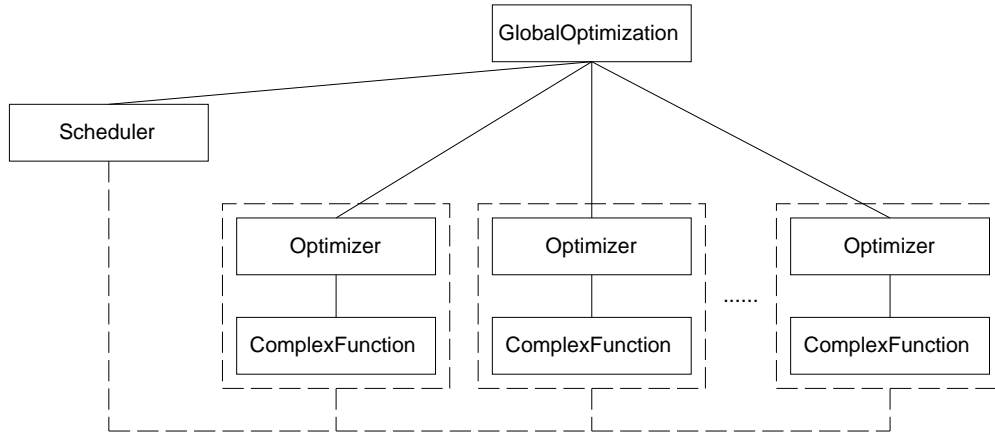 GlobalOptimization
Scheduler
Optimizer
Optimizer
Optimizer
......
ComplexFunction
ComplexFunction
ComplexFunction